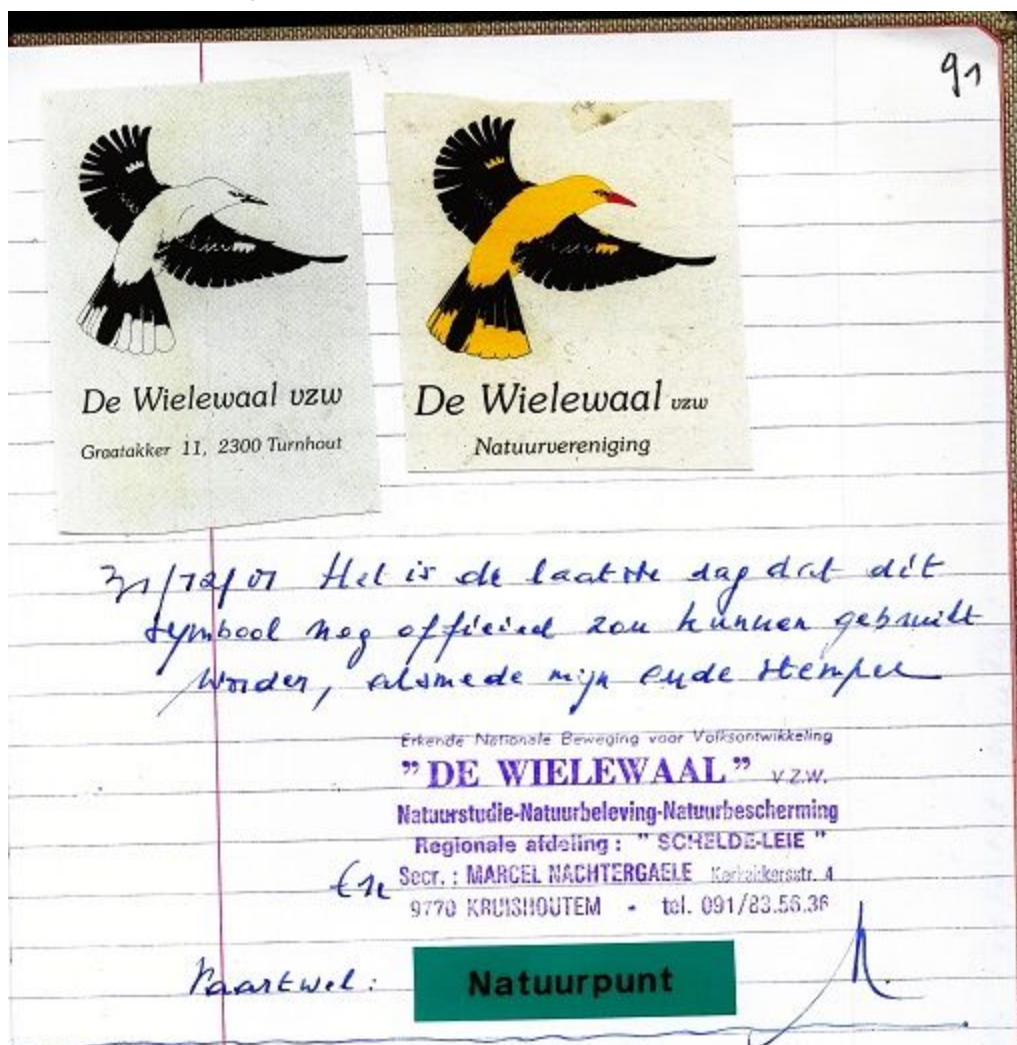 91
De Wielewaal vzw
Graatakker 11, 2300 Turnhout
De Wielewaal vzw
Natuurvereniging
31/12/01 Het is de laatste dag dat dit
symbool nog officieel zou kunnen gebruikt
worden, alsmede mijn oude stempel
Erkende Nationale Beweging voor Volksontwikkeling
" DE WIELEWAAL " V.Z.W.
Natuurstudie-Natuurbeleving-Natuurbescherming
Regionale afdeling : " SCHELDE-LEIE "
Secr. : MARCEL NACHTERGAELE Kerkakkersstr. 4
9770 KRUISHOUTEM - tel. 091/83.56.36
En
Vaartwel :
Natuurpunt